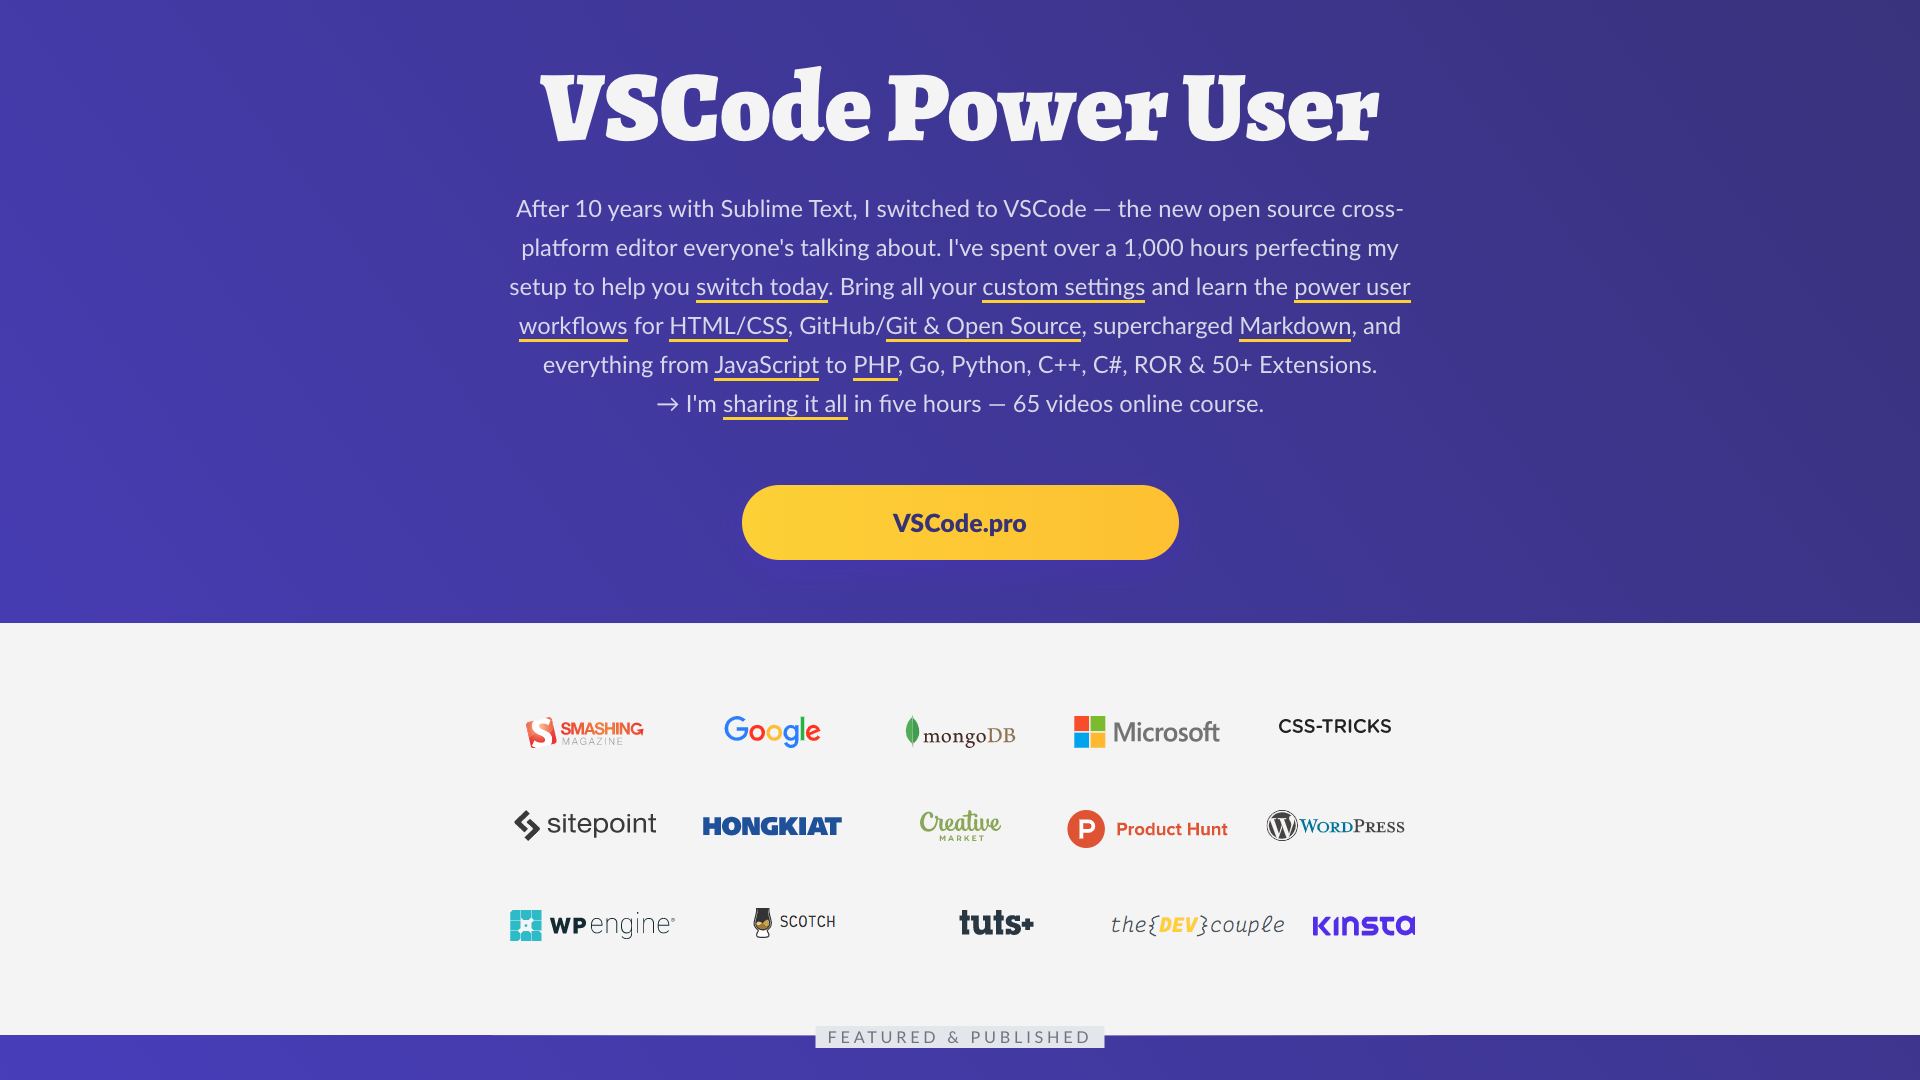 VSCode Power User
After 10 years with Sublime Text, I switched to VSCode — the new open source cross-
platform editor everyone's talking about. I've spent over a 1,000 hours perfecting my
setup to help you switch today. Bring all your custom settings and learn the power user
workflows for HTML/CSS, GitHub/Git & Open Source, supercharged Markdown, and
everything from JavaScript to PHP, Go, Python, C++, C#, ROR & 50+ Extensions.
→ I'm sharing it all in five hours — 65 videos online course.
VSCode.pro
SMASHING
MAGAZINE
Google
mongoDB
Microsoft
CSS-TRICKS
sitepoint
HONGKIAT
Creative
MARKET
P Product Hunt
W WORDPRESS
WP engine®
SCOTCH
tuts+
the{DEV}couple
KINSTA
FEATURED & PUBLISHED